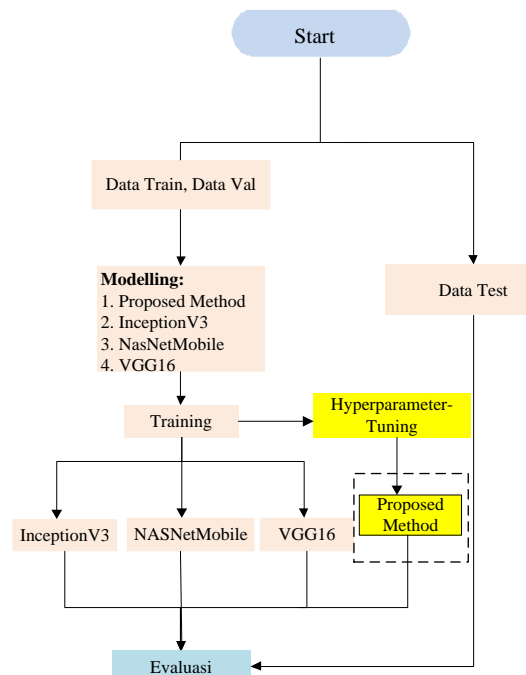 Start
Data Train, Data Val
Modelling:
1. Proposed Method
2. InceptionV3
3. NasNetMobile
4. VGG16
Data Test
Training
Hyperparameter-
Tuning
InceptionV3
NASNetMobile
VGG16
Proposed
Method
Evaluasi